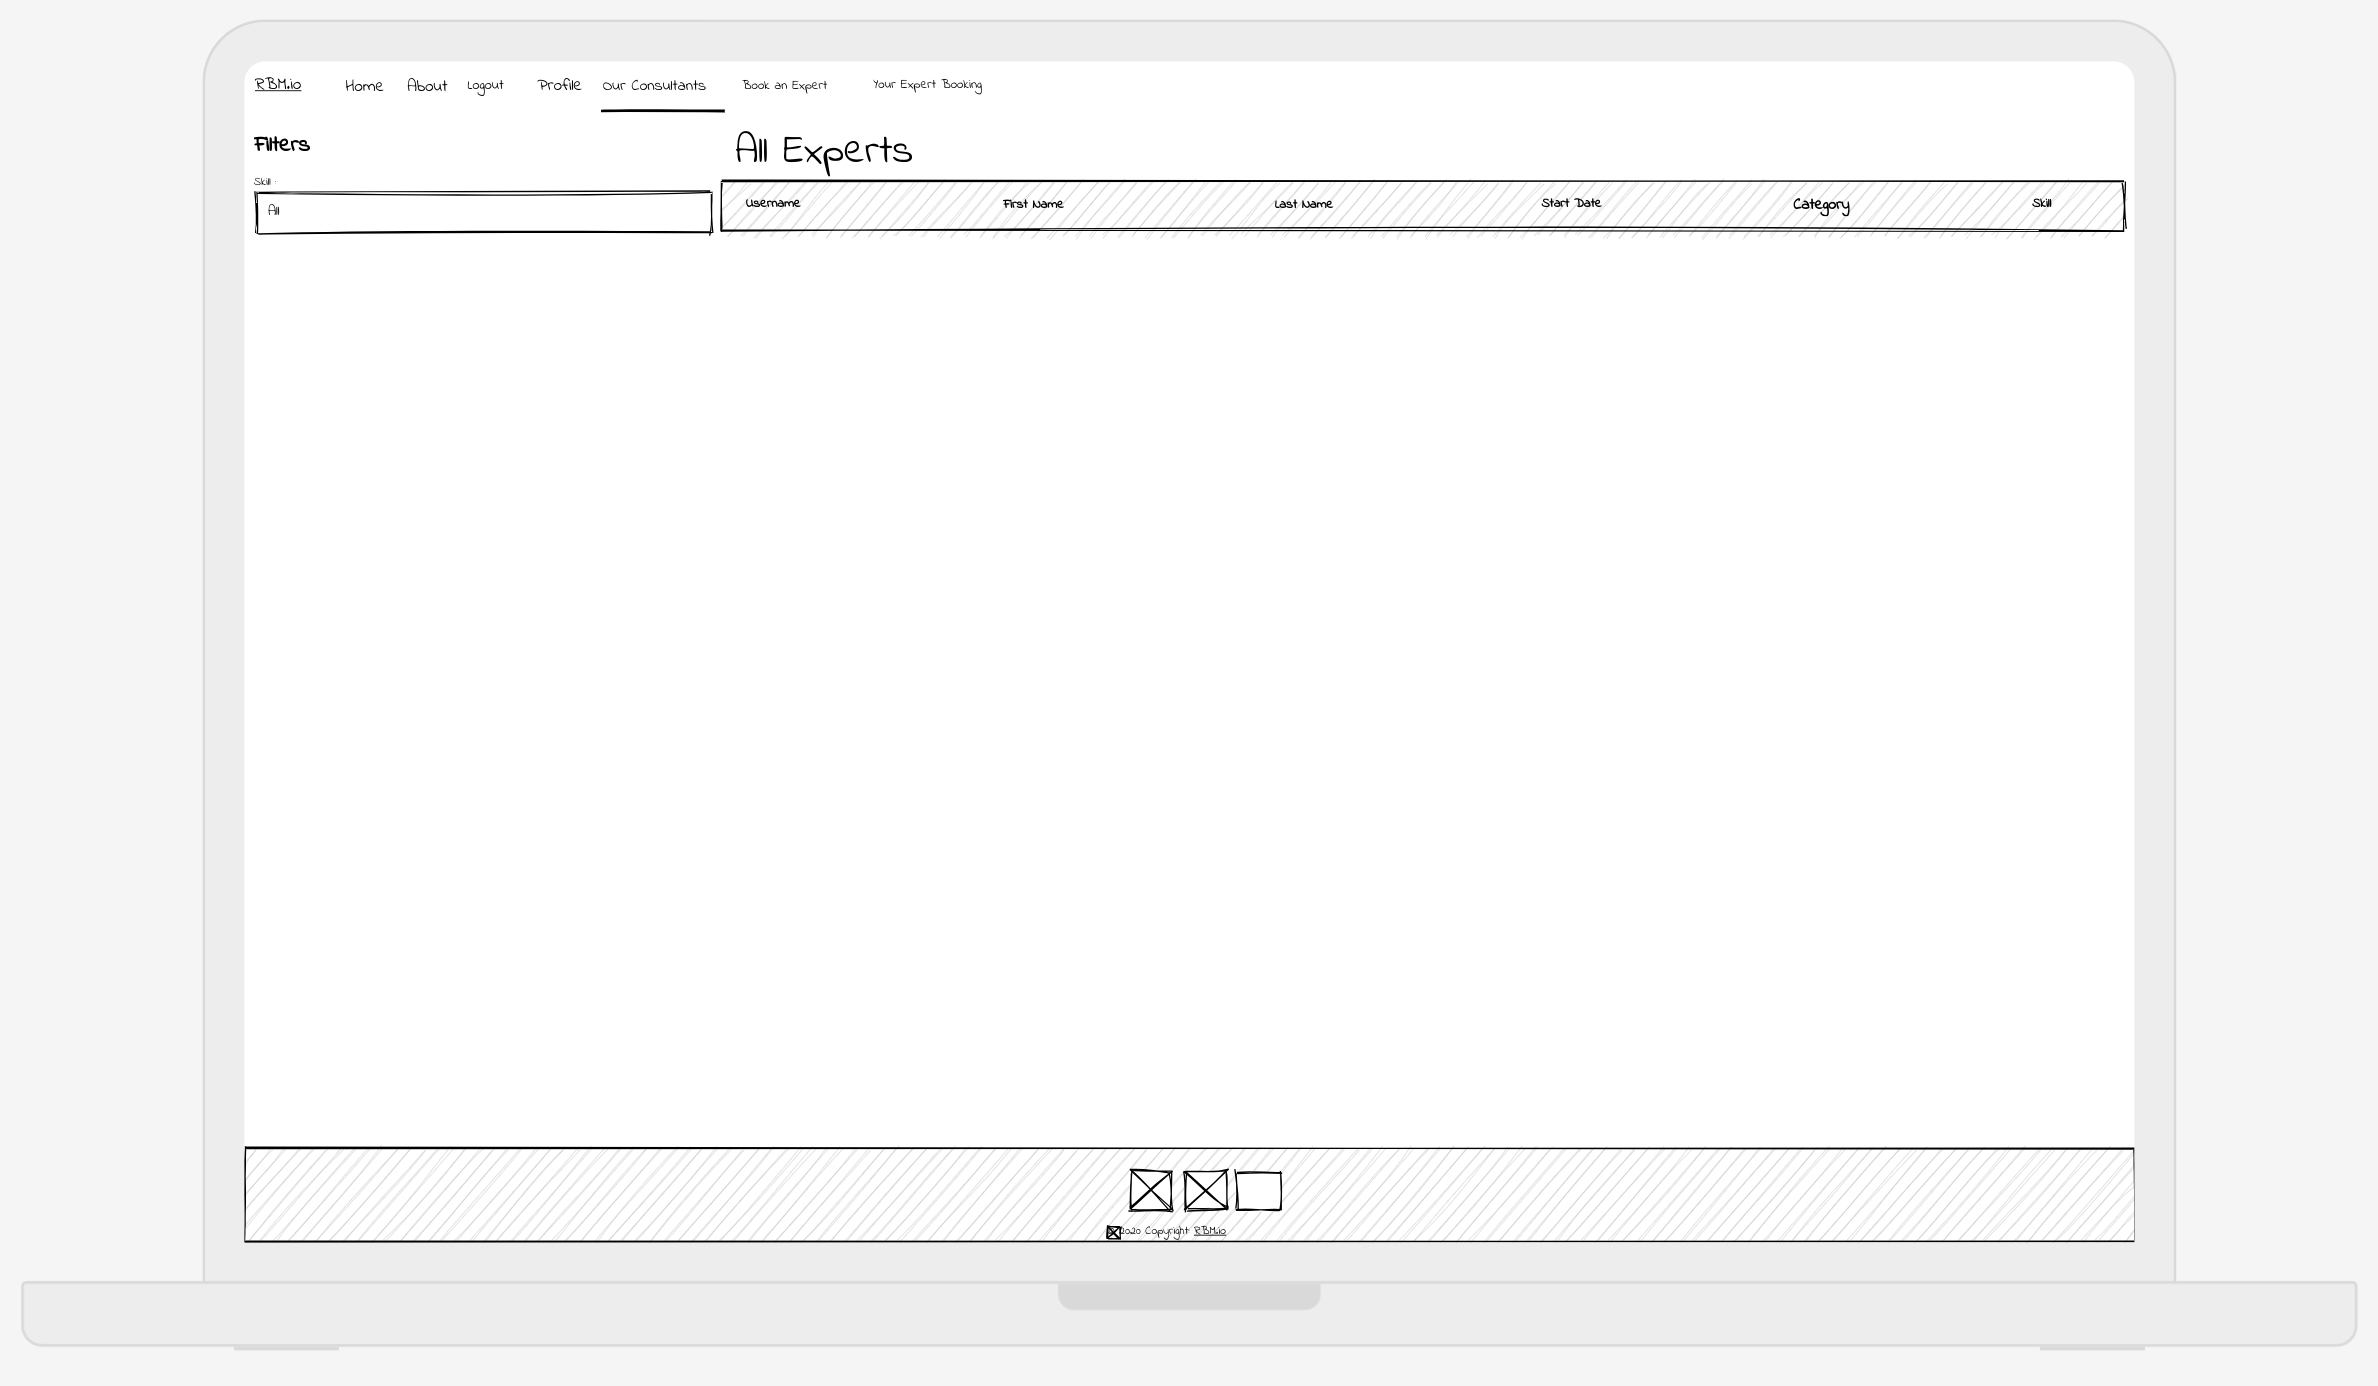 RBM.io Home About Logout Profile our Consultants Book an Expert Your Expert Booking
Filters
Skill :
All
All Experts
Username First Name Last Name Start Date Category Skill
2020 Copyright: RBM.io